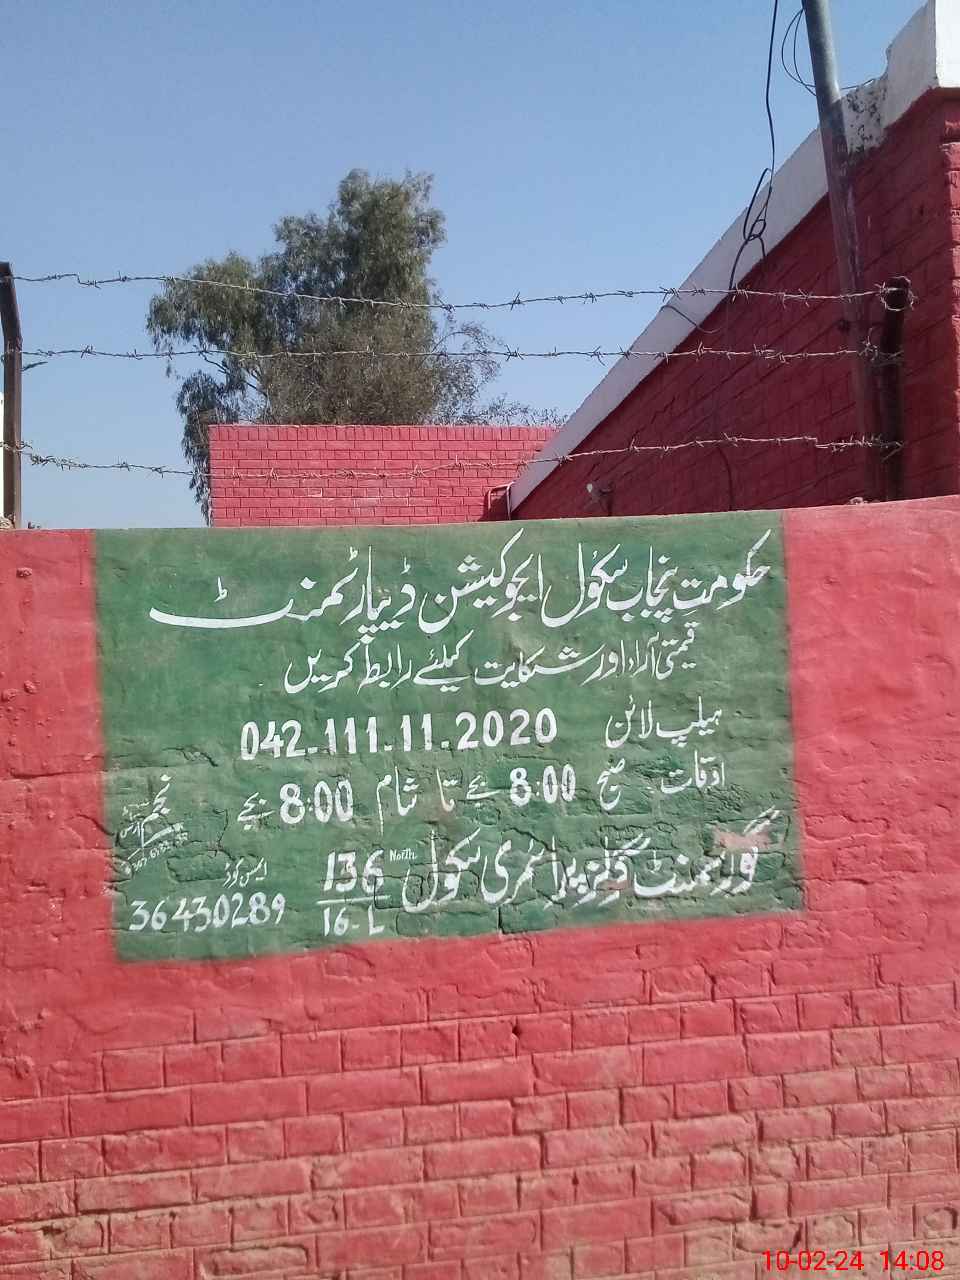 حکومتِ پنجاب سکول ایجوکیشن ڈیپارٹمنٹ
قیمتی آراء اور شکایت کیلئے رابطہ کریں
ہیلپ لائن 042-111-11-2020
اوقات صبح 8:00 بجے تا شام 8:00 بجے
گورنمنٹ گرلز پرائمری سکول 136 North
16-L
ایمس کوڈ
36430289
نجم
10-02-24 14:08